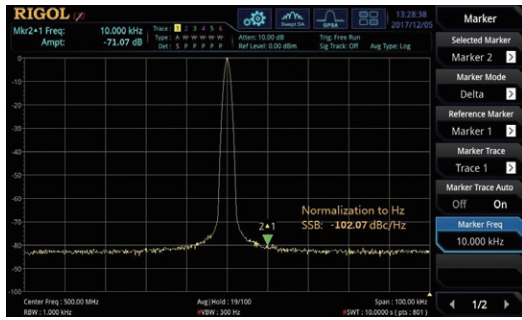 RIGOL
13:28:38
2017/12/05
Mkr2▲1 Freq: 10.000 kHz
Ampt: -71.07 dB
Trace: 1 2 3 4 5 6
Type: A W W W W W
Det: S P P P P P
Swept SA
GPSA
Atten: 10.00 dB Trig: Free Run
Ref Level: 0.00 dBm Sig Track: Off Avg Type: Log
0
-10
-20
-30
-40
-50
-60
-70
-80
-90
-100
2▲1
Normalization to Hz
SSB: -102.07 dBc/Hz
Center Freq : 500.00 MHz Avg|Hold : 19/100 Span : 100.00 kHz
RBW : 1.000 kHz #VBW : 300 Hz #SWT : 10.0000 s ( pts : 801 )
Marker
Selected Marker
Marker 2
Marker Mode
Delta
Reference Marker
Marker 1
Marker Trace
Trace 1
Marker Trace Auto
Off On
Marker Freq
10.000 kHz
1/2